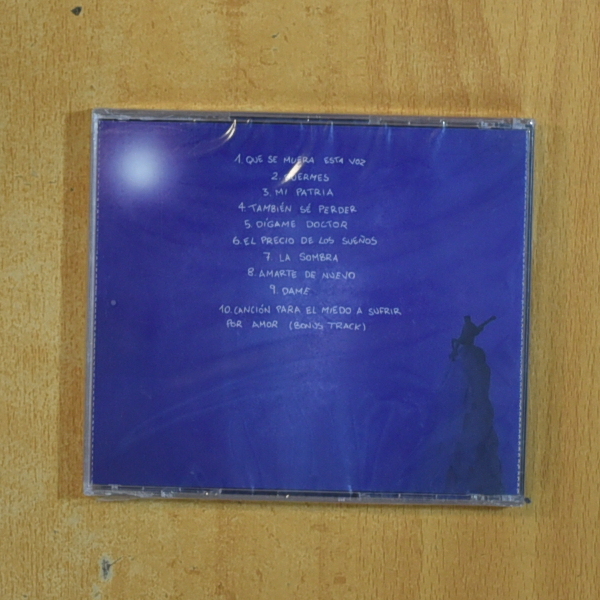 1. QUE SE MUERA ESTA VOZ
2. DUERMES
3. MI PATRIA
4. TAMBIÉN SÉ PERDER
5. DÍGAME DOCTOR
6. EL PRECIO DE LOS SUEÑOS
7. LA SOMBRA
8. AMARTE DE NUEVO
9. DAME
10. CANCIÓN PARA EL MIEDO A SUFRIR
POR AMOR (BONUS TRACK)